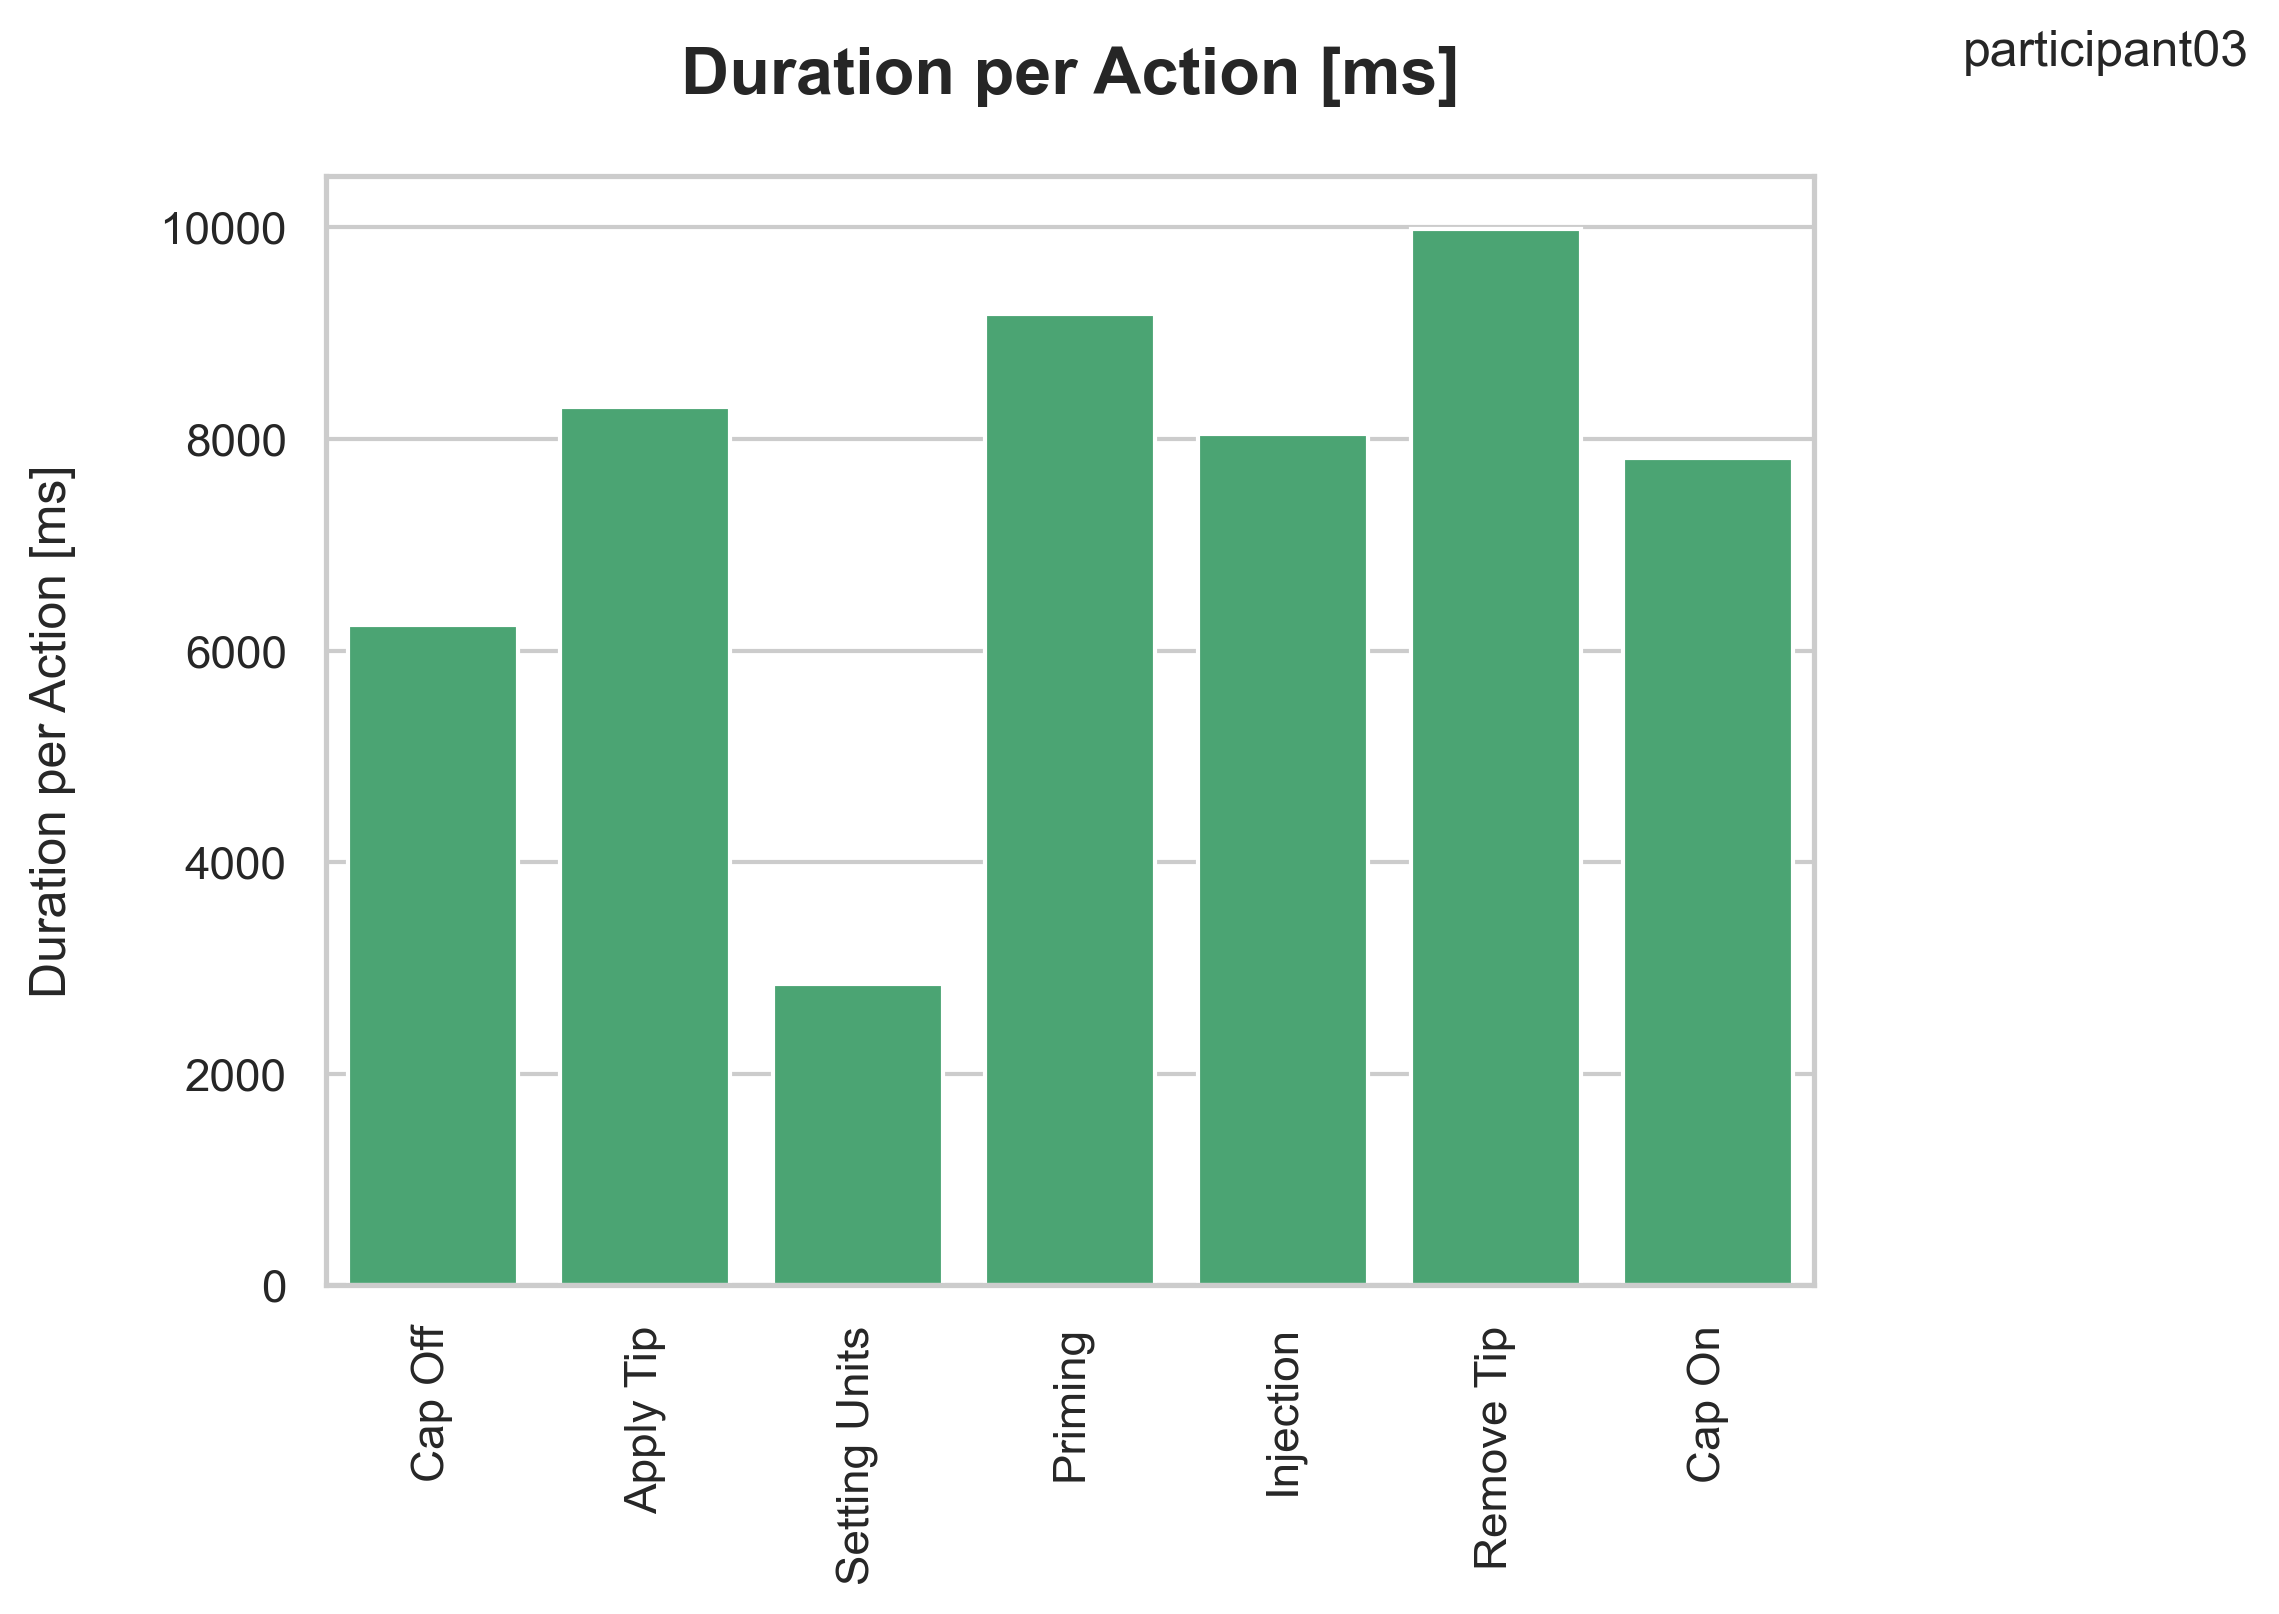 participant03
Duration per Action [ms]
Duration per Action [ms]
10000
8000
6000
4000
2000
0
Cap Off
Apply Tip
Setting Units
Priming
Injection
Remove Tip
Cap On